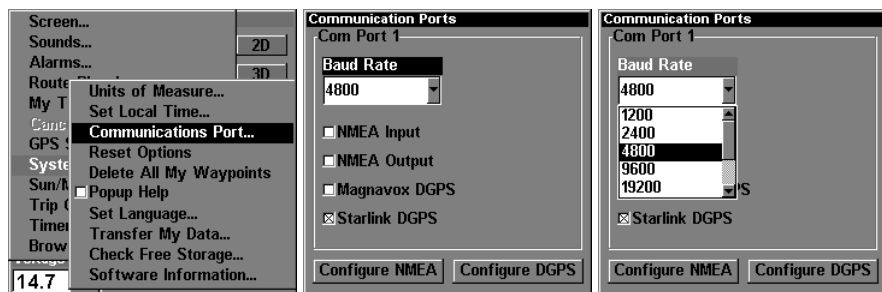 Screen...
Sounds...
2D
Alarms...
3D
Route
My T
Units of Measure...
Set Local Time...
Canc
Communications Port...
GPS S
Reset Options
Syste
Delete All My Waypoints
Sun/M
Popup Help
Trip C
Set Language...
Timer
Transfer My Data...
Brow
Check Free Storage...
14.7
Software Information...
Communication Ports
Com Port 1
Baud Rate
4800
NMEA Input
NMEA Output
Magnavox DGPS
Starlink DGPS
Configure NMEA
Configure DGPS
Communication Ports
Com Port 1
Baud Rate
4800
1200
2400
4800
9600
19200
S
Starlink DGPS
Configure NMEA
Configure DGPS